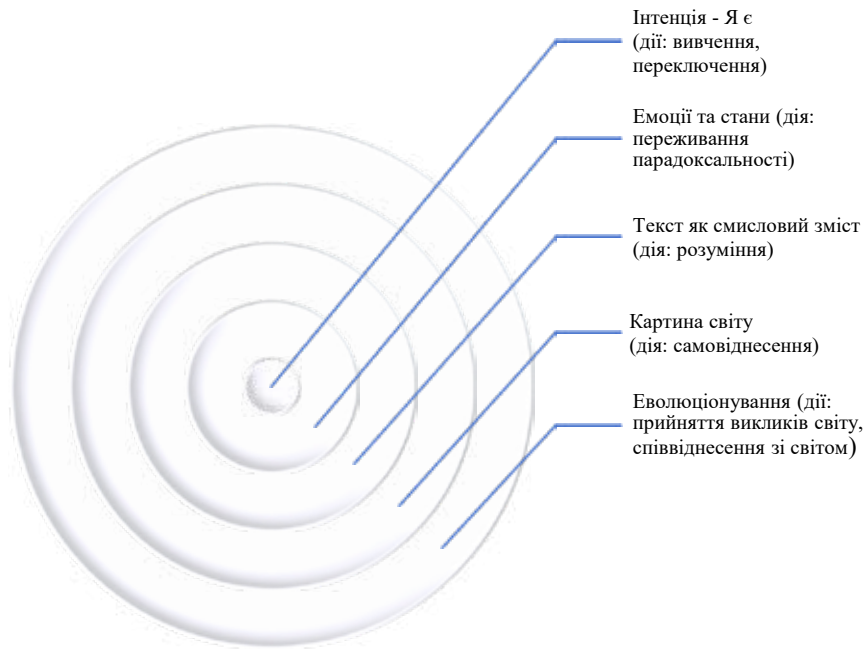 Інтенція - Я є
(дії: вивчення,
переключення)
Емоції та стани (дія:
переживання
парадоксальності)
Текст як смисловий зміст
(дія: розуміння)
Картина світу
(дія: самовіднесення)
Еволюціонування (дії:
прийняття викликів світу,
співвіднесення зі світом)